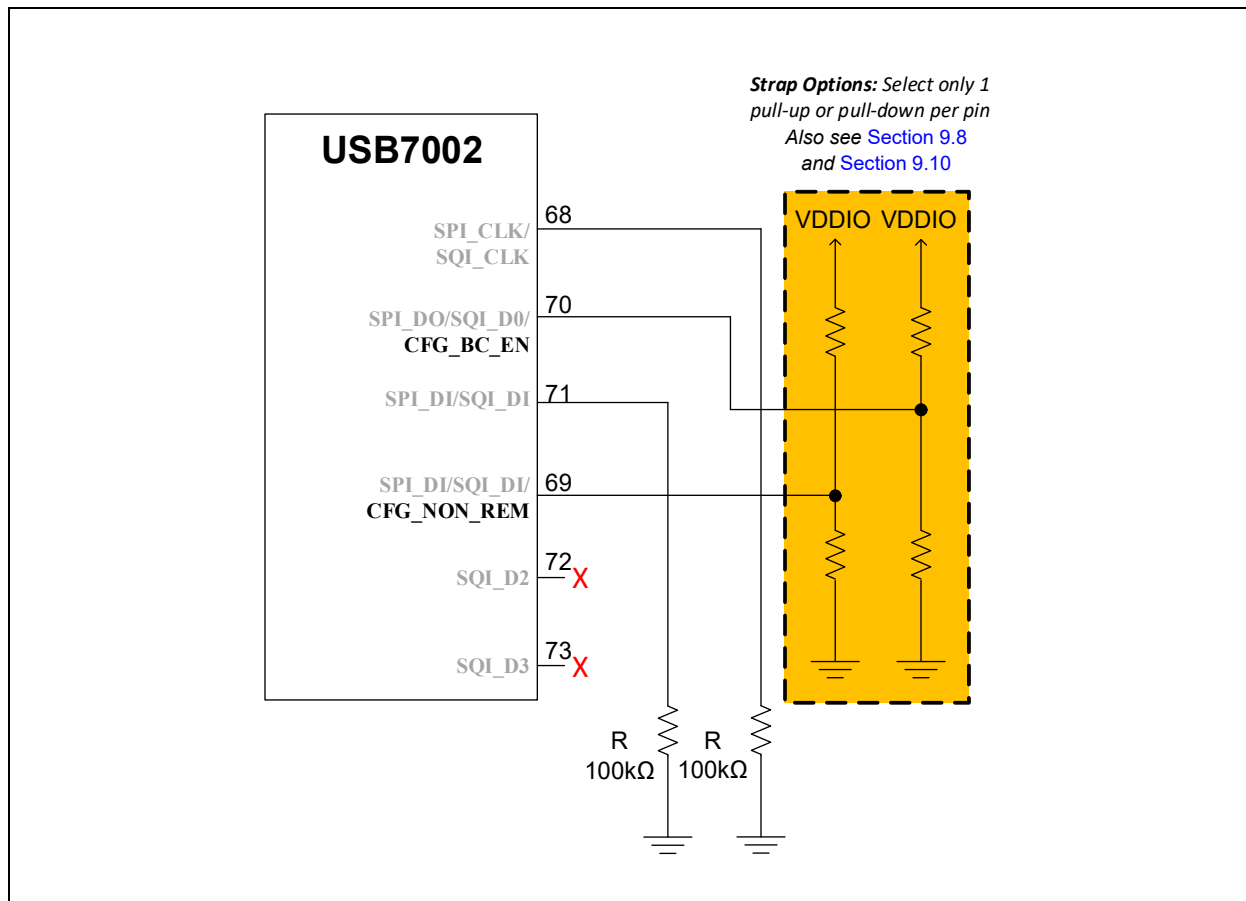 Strap Options: Select only 1
pull-up or pull-down per pin
Also see Section 9.8
and Section 9.10
USB7002
VDDIO VDDIO
68
SPI_CLK/
SQI_CLK
70
SPI_DO/SQI_D0/
CFG_BC_EN
71
SPI_DI/SQI_DI
69
SPI_DI/SQI_DI/
CFG_NON_REM
72
SQI_D2
X
73
SQI_D3
X
R
100kΩ
R
100kΩ